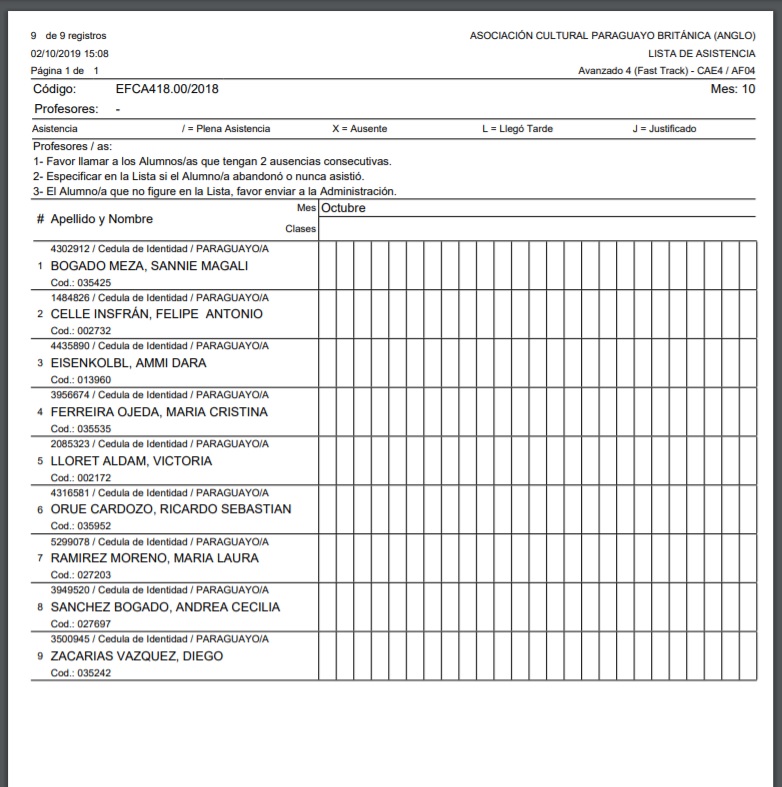 9 de 9 registros
ASOCIACIÓN CULTURAL PARAGUAYO BRITÁNICA (ANGLO)
02/10/2019 15:08
LISTA DE ASISTENCIA
Página 1 de 1
Avanzado 4 (Fast Track) - CAE4 / AF04
Código: EFCA418.00/2018
Mes: 10
Profesores: -
Asistencia / = Plena Asistencia X = Ausente L = Llegó Tarde J = Justificado
Profesores / as:
1- Favor llamar a los Alumnos/as que tengan 2 ausencias consecutivas.
2- Especificar en la Lista si el Alumno/a abandonó o nunca asistió.
3- El Alumno/a que no figure en la Lista, favor enviar a la Administración.
Mes Octubre
# Apellido y Nombre
Clases
4302912 / Cedula de Identidad / PARAGUAYO/A
1 BOGADO MEZA, SANNIE MAGALI
Cod.: 035425
1484826 / Cedula de Identidad / PARAGUAYO/A
2 CELLE INSFRÁN, FELIPE ANTONIO
Cod.: 002732
4435890 / Cedula de Identidad / PARAGUAYO/A
3 EISENKOLBL, AMMI DARA
Cod.: 013960
3956674 / Cedula de Identidad / PARAGUAYO/A
4 FERREIRA OJEDA, MARIA CRISTINA
Cod.: 035535
2085323 / Cedula de Identidad / PARAGUAYO/A
5 LLORET ALDAM, VICTORIA
Cod.: 002172
4316581 / Cedula de Identidad / PARAGUAYO/A
6 ORUE CARDOZO, RICARDO SEBASTIAN
Cod.: 035952
5299078 / Cedula de Identidad / PARAGUAYO/A
7 RAMIREZ MORENO, MARIA LAURA
Cod.: 027203
3949520 / Cedula de Identidad / PARAGUAYO/A
8 SANCHEZ BOGADO, ANDREA CECILIA
Cod.: 027697
3500945 / Cedula de Identidad / PARAGUAYO/A
9 ZACARIAS VAZQUEZ, DIEGO
Cod.: 035242